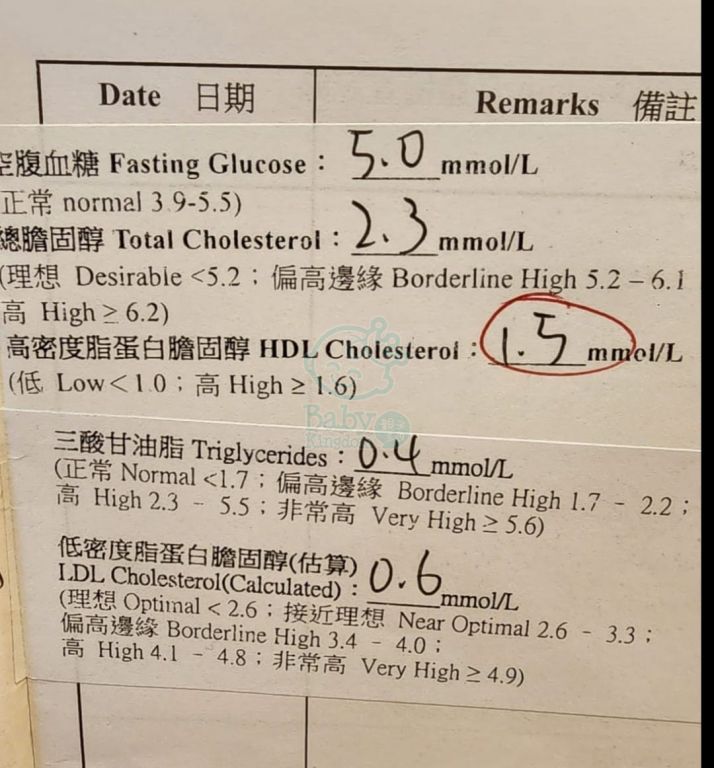 Date 日期 Remarks 備註
空腹血糖 Fasting Glucose : 5.0 mmol/L
(正常 normal 3.9-5.5)
總膽固醇 Total Cholesterol : 2.3 mmol/L
(理想 Desirable <5.2 ; 偏高邊緣 Borderline High 5.2 – 6.1
高 High ≥ 6.2)
高密度脂蛋白膽固醇 HDL Cholesterol : 1.5 mmol/L
(低 Low < 1.0 ; 高 High ≥ 1.6)
Baby
Kingdom
三酸甘油脂 Triglycerides : 0.4 mmol/L
(正常 Normal <1.7 ; 偏高邊緣 Borderline High 1.7 - 2.2 ;
高 High 2.3 - 5.5 ; 非常高 Very High ≥ 5.6)
低密度脂蛋白膽固醇(估算)
LDL Cholesterol(Calculated) : 0.6 mmol/L
(理想 Optimal < 2.6 ; 接近理想 Near Optimal 2.6 - 3.3 ;
偏高邊緣 Borderline High 3.4 - 4.0 ;
高 High 4.1 - 4.8 ; 非常高 Very High ≥ 4.9)